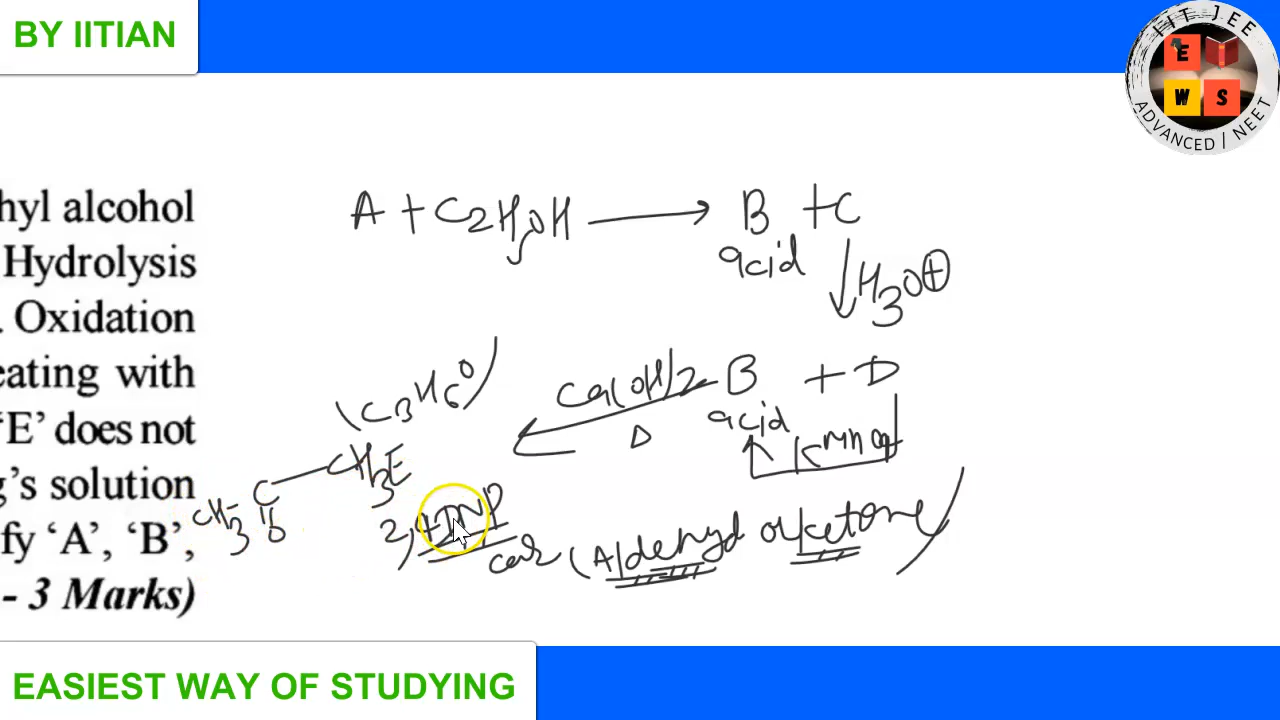 BY IITIAN
IIT JEE
E
W S
ADVANCED | NEET
hyl alcohol
Hydrolysis
. Oxidation
eating with
'E' does not
g's solution
fy 'A', 'B',
- 3 Marks)
A + C2H5OH → B + C
acid
H3O⊕
(C3H6O)
Ca(OH)2
Δ
B + D
acid
KMnO4
CH3 C CH3 E
O
2,4 DNP
(Aldehyd or ketone)
EASIEST WAY OF STUDYING